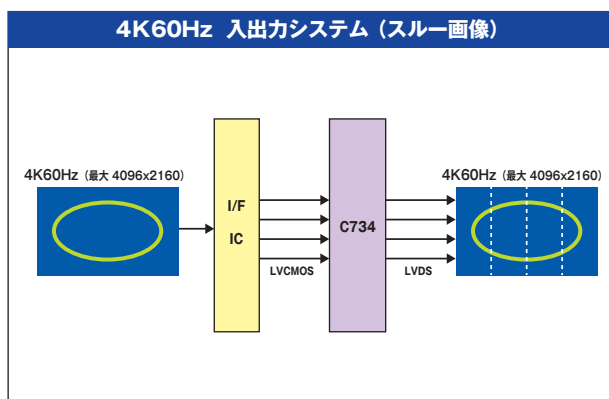 4K60Hz 入出力システム（スルー画像）
4K60Hz（最大 4096x2160）
I/F
IC
LVCMOS
C734
LVDS
4K60Hz（最大 4096x2160）